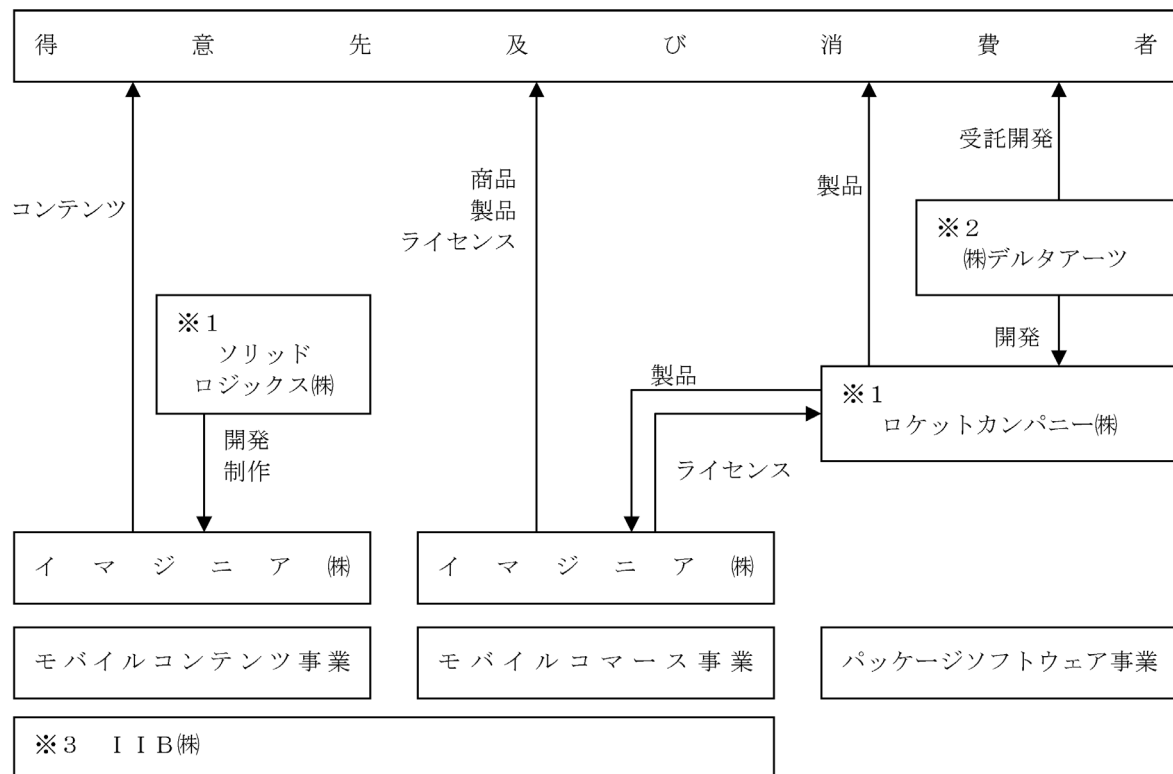 得意先及び消費者
受託開発
商品
製品
ライセンス
製品
コンテンツ
※2
㈱デルタアーツ
※1
ソリッド
ロジックス㈱
開発
製品
※1
ロケットカンパニー㈱
開発
制作
ライセンス
イマジニア㈱
イマジニア㈱
モバイルコンテンツ事業
モバイルコマース事業
パッケージソフトウェア事業
※3 IIB㈱